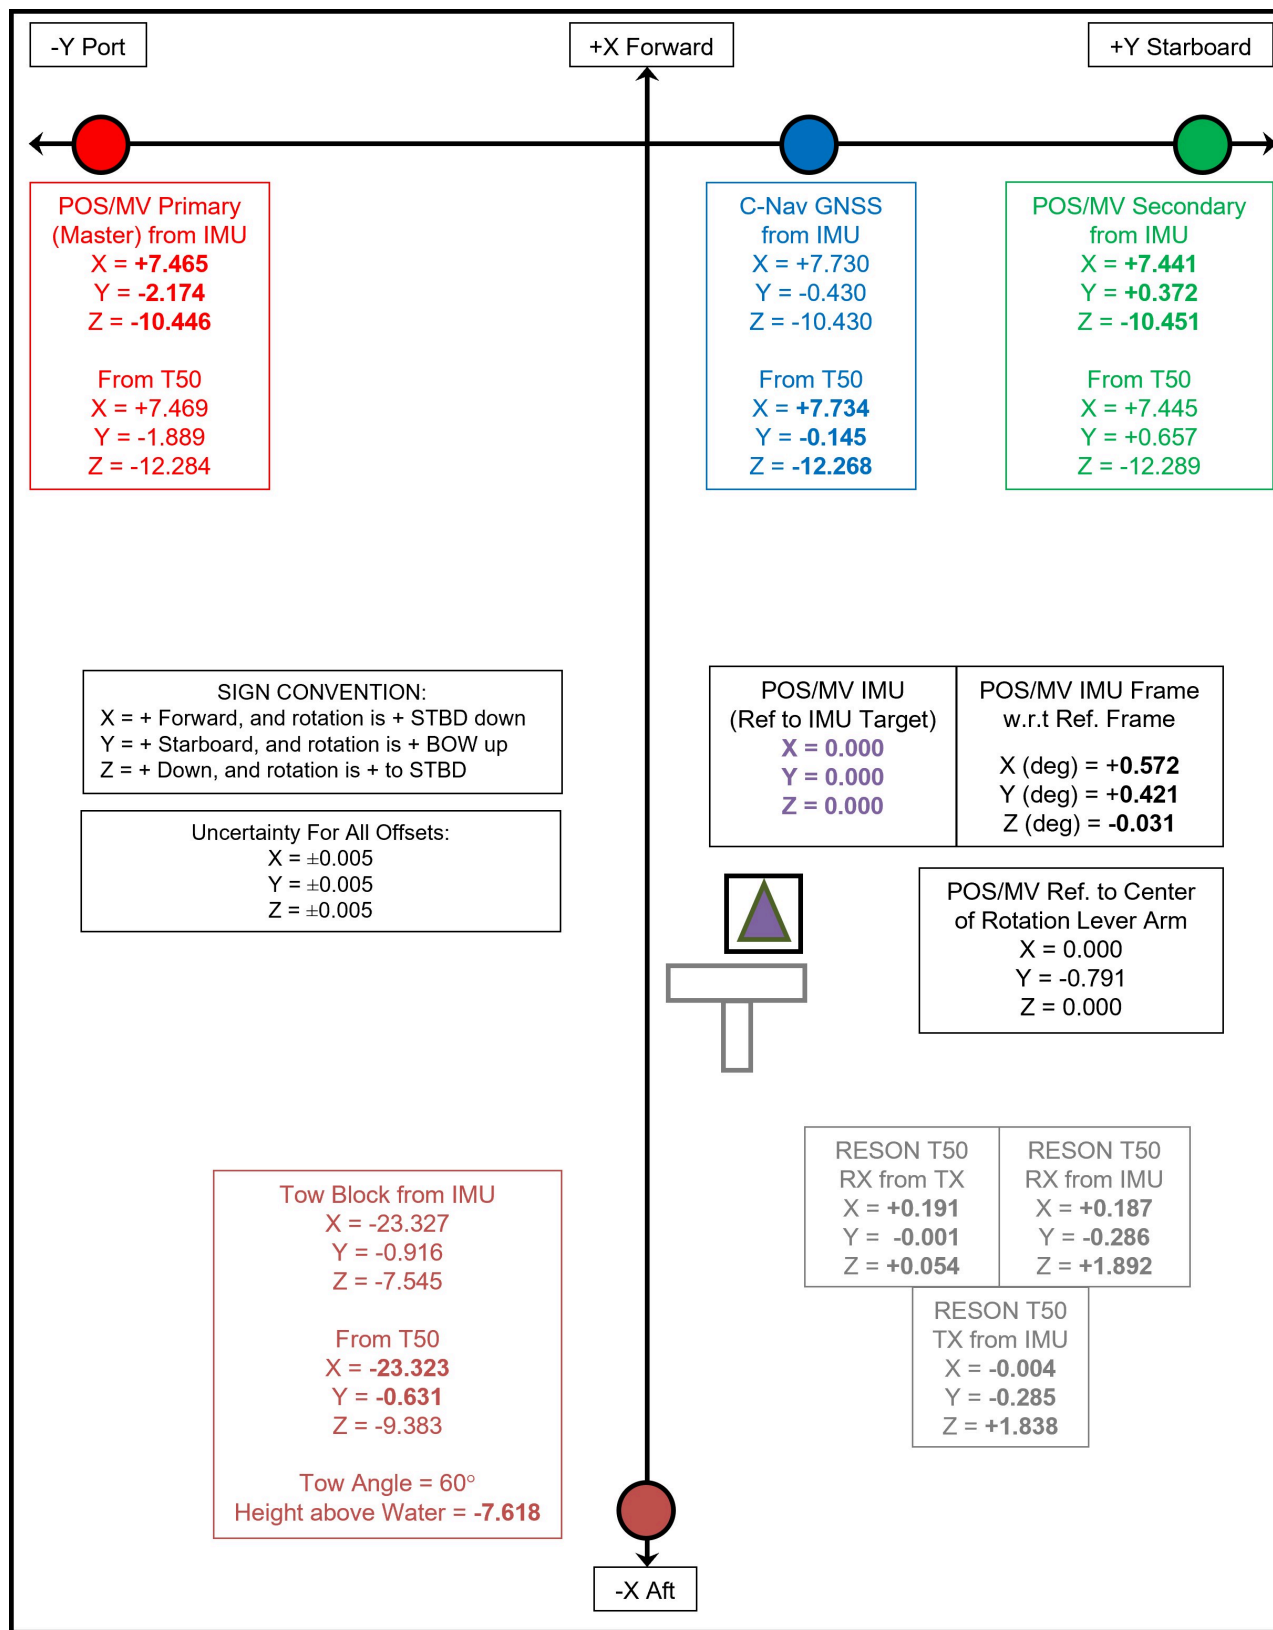 -Y Port
+X Forward
+Y Starboard
POS/MV Primary
(Master) from IMU
X = +7.465
Y = -2.174
Z = -10.446
From T50
X = +7.469
Y = -1.889
Z = -12.284
C-Nav GNSS
from IMU
X = +7.730
Y = -0.430
Z = -10.430
From T50
X = +7.734
Y = -0.145
Z = -12.268
POS/MV Secondary
from IMU
X = +7.441
Y = +0.372
Z = -10.451
From T50
X = +7.445
Y = +0.657
Z = -12.289
SIGN CONVENTION:
X = + Forward, and rotation is + STBD down
Y = + Starboard, and rotation is + BOW up
Z = + Down, and rotation is + to STBD
Uncertainty For All Offsets:
X = ±0.005
Y = ±0.005
Z = ±0.005
POS/MV IMU
(Ref to IMU Target)
X = 0.000
Y = 0.000
Z = 0.000
POS/MV IMU Frame
w.r.t Ref. Frame
X (deg) = +0.572
Y (deg) = +0.421
Z (deg) = -0.031
POS/MV Ref. to Center
of Rotation Lever Arm
X = 0.000
Y = -0.791
Z = 0.000
RESON T50
RX from TX
X = +0.191
Y = -0.001
Z = +0.054
RESON T50
RX from IMU
X = +0.187
Y = -0.286
Z = +1.892
RESON T50
TX from IMU
X = -0.004
Y = -0.285
Z = +1.838
Tow Block from IMU
X = -23.327
Y = -0.916
Z = -7.545
From T50
X = -23.323
Y = -0.631
Z = -9.383
Tow Angle = 60°
Height above Water = -7.618
-X Aft